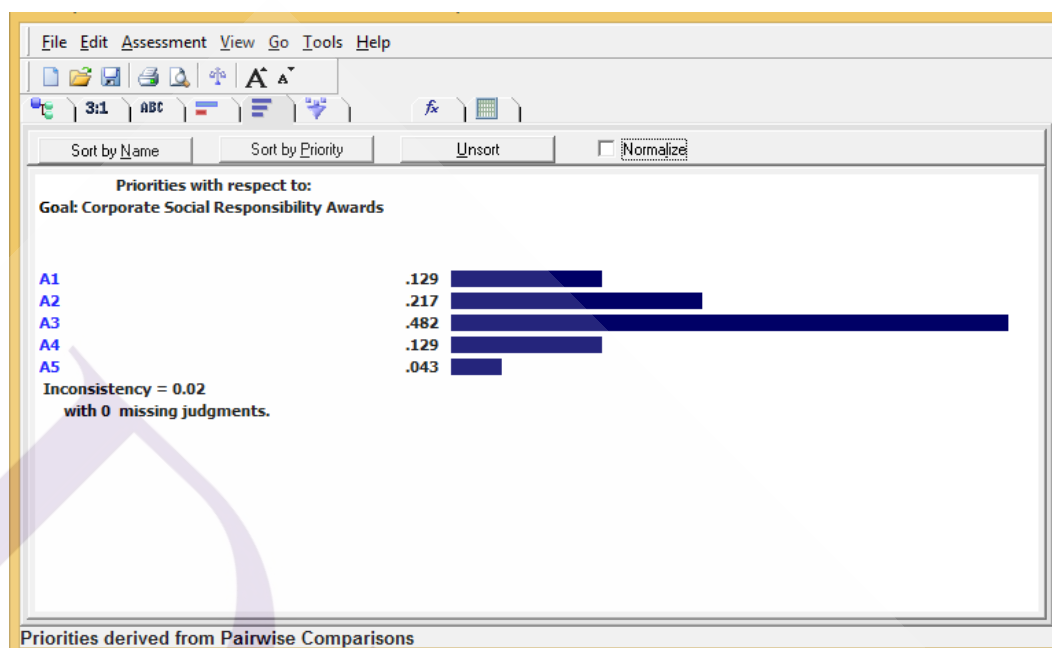 File Edit Assessment View Go Tools Help
A A
3:1 ABC fx
Sort by Name Sort by Priority Unsort Normalize
Priorities with respect to:
Goal: Corporate Social Responsibility Awards
A1 .129
A2 .217
A3 .482
A4 .129
A5 .043
Inconsistency = 0.02
with 0 missing judgments.
Priorities derived from Pairwise Comparisons